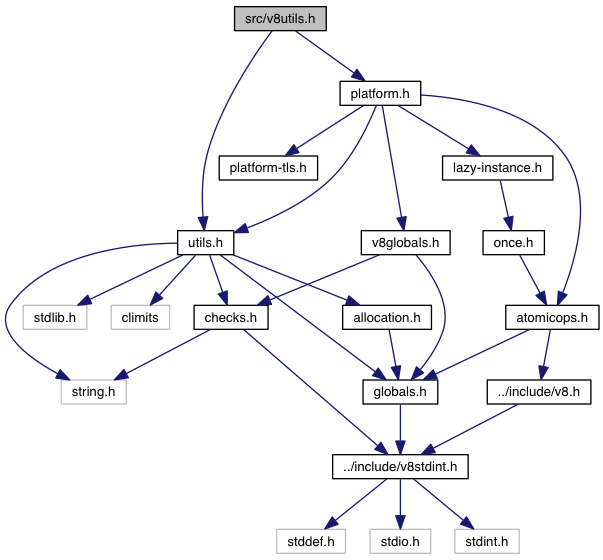 src/v8utils.h
platform.h
platform-tls.h
lazy-instance.h
utils.h
v8globals.h
once.h
stdlib.h
climits
checks.h
allocation.h
atomicops.h
string.h
globals.h
../include/v8.h
../include/v8stdint.h
stddef.h
stdio.h
stdint.h